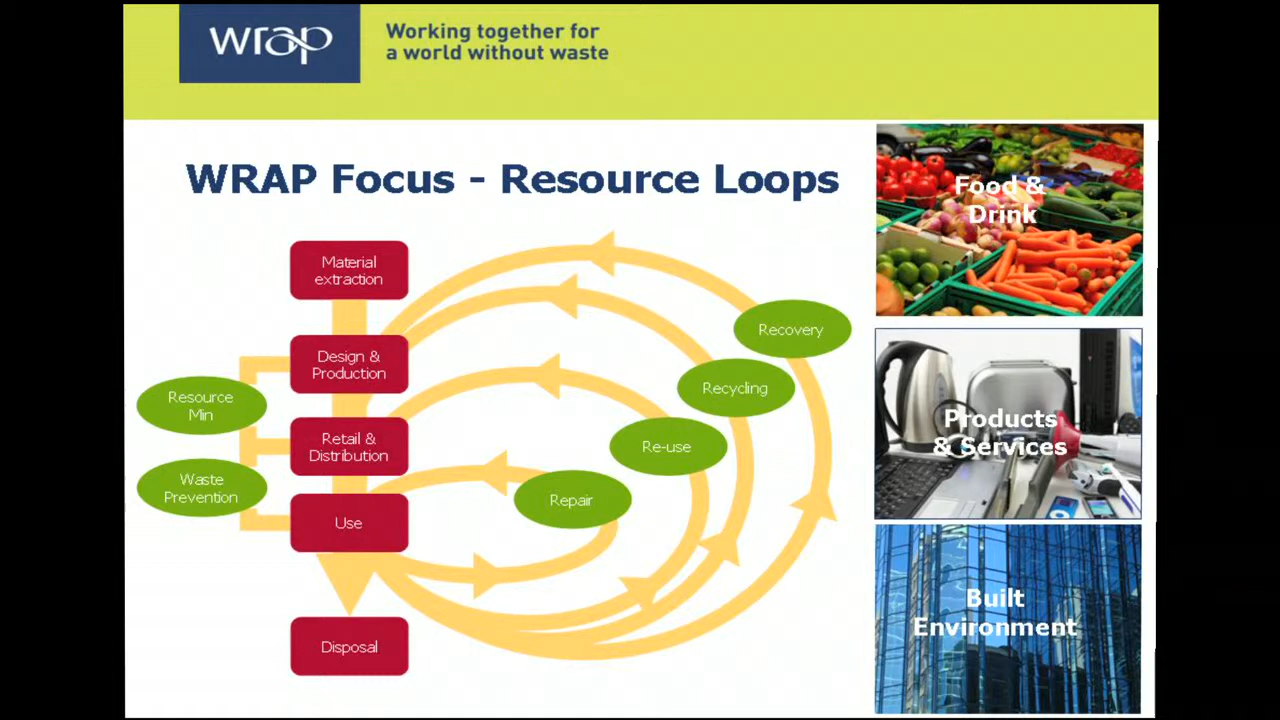 wrap
Working together for
a world without waste
WRAP Focus - Resource Loops
Material
extraction
Design &
Production
Retail &
Distribution
Use
Disposal
Resource
Min
Waste
Prevention
Recovery
Recycling
Re-use
Repair
Food &
Drink
Products
& Services
Built
Environment